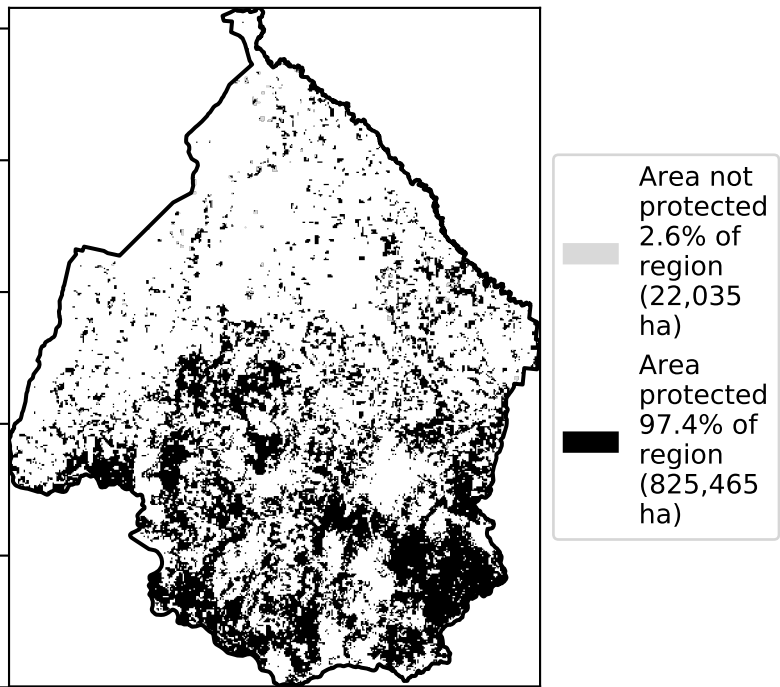 Area not
protected
2.6% of
region
(22,035
ha)
Area
protected
97.4% of
region
(825,465
ha)